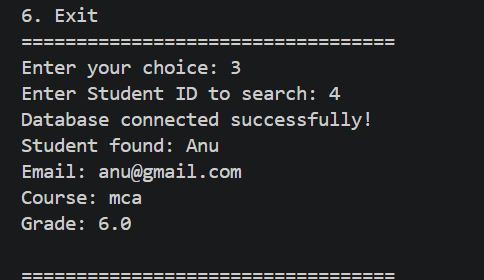 6. Exit
==================================
Enter your choice: 3
Enter Student ID to search: 4
Database connected successfully!
Student found: Anu
Email: anu@gmail.com
Course: mca
Grade: 6.0
==================================